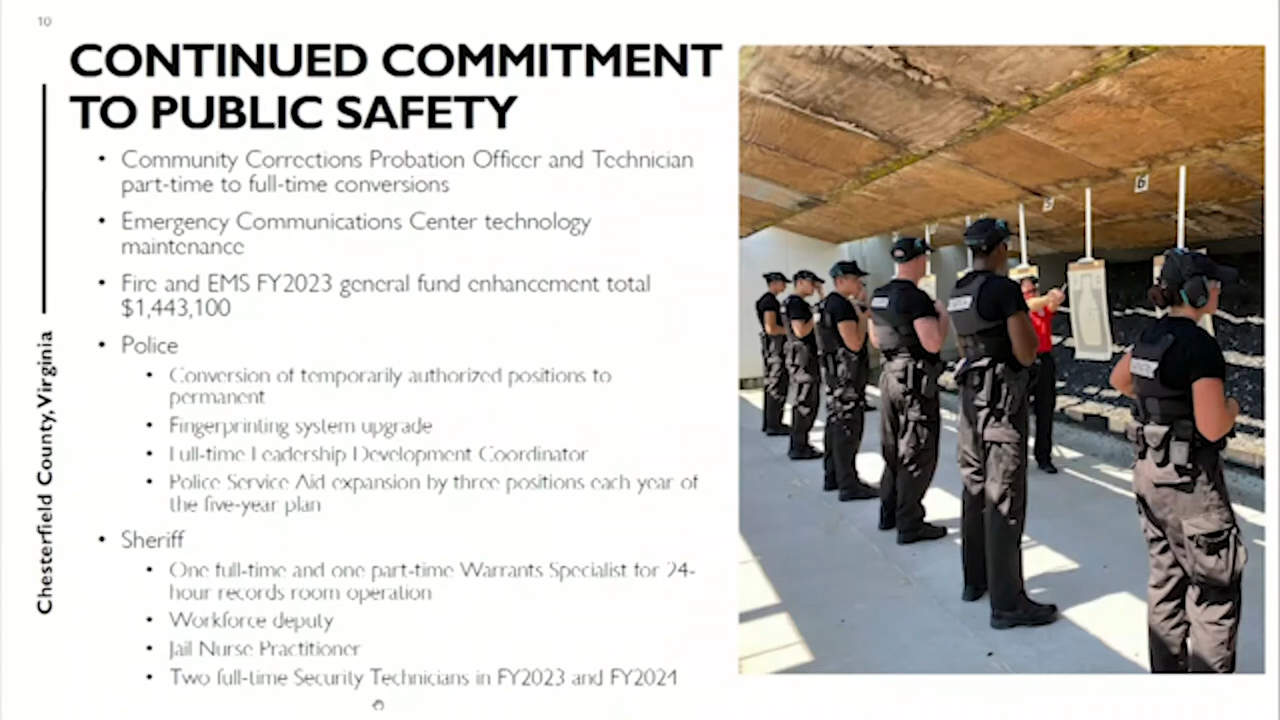 10
CONTINUED COMMITMENT
TO PUBLIC SAFETY
• Community Corrections Probation Officer and Technician
part-time to full-time conversions
• Emergency Communications Center technology
maintenance
• Fire and EMS FY2023 general fund enhancement total
$1,443,100
• Police
• Conversion of temporarily authorized positions to
permanent
• Fingerprinting system upgrade
• Full-time Leadership Development Coordinator
• Police Service Aid expansion by three positions each year of
the five-year plan
• Sheriff
• One full-time and one part-time Warrants Specialist for 24-
hour records room operation
• Workforce deputy
• Jail Nurse Practitioner
• Two full-time Security Technicians in FY2023 and FY2024
Chesterfield County, Virginia
5
6